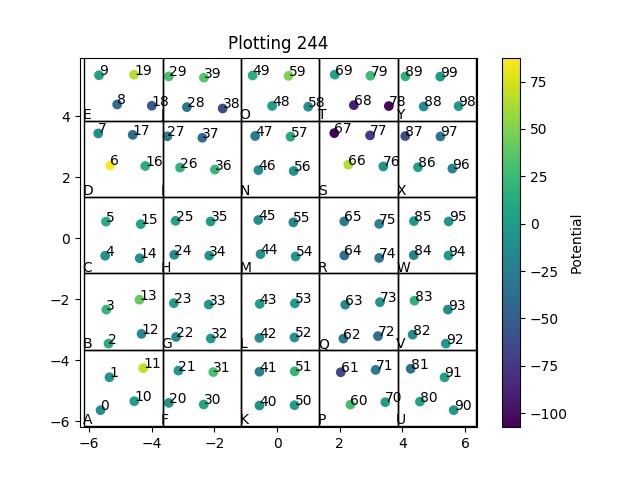 Plotting 244
9 19 29 39 49 59 69 79 89 99
8 18 28 38 48 58 68 78 88 98
E O T Y
7 17 27 37 47 57 67 77 87 97
6 16 26 36 46 56 66 76 86 96
D I N S X
5 15 25 35 45 55 65 75 85 95
4 14 24 34 44 54 64 74 84 94
C H M R W
3 13 23 33 43 53 63 73 83 93
2 12 22 32 42 52 62 72 82 92
B G L Q V
1 11 21 31 41 51 61 71 81 91
0 10 20 30 40 50 60 70 80 90
A F K P U
4
2
0
−2
−4
−6
−6 −4 −2 0 2 4 6
75
50
25
0
−25
−50
−75
−100
Potential